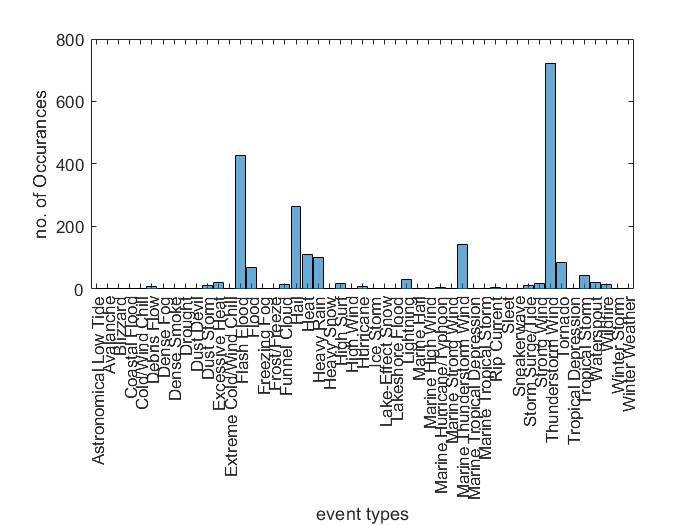 800
600
400
200
0
no. of Occurances
Astronomical Low Tide
Avalanche
Blizzard
Coastal Flood
Cold/Wind Chill
Debris Flow
Dense Fog
Dense Smoke
Drought
Dust Devil
Dust Storm
Excessive Heat
Extreme Cold/Wind Chill
Flash Flood
Flood
Freezing Fog
Frost/Freeze
Funnel Cloud
Hail
Heat
Heavy Rain
Heavy Snow
High Surf
High Wind
Hurricane
Ice Storm
Lake-Effect Snow
Lakeshore Flood
Lightning
Marine Hail
Marine High Wind
Marine Hurricane/Typhoon
Marine Strong Wind
Marine Thunderstorm Wind
Marine Tropical Depression
Marine Tropical Storm
Rip Current
Sleet
Sneakerwave
Storm Surge/Tide
Strong Wind
Thunderstorm Wind
Tornado
Tropical Depression
Tropical Storm
Waterspout
Wildfire
Winter Storm
Winter Weather
event types